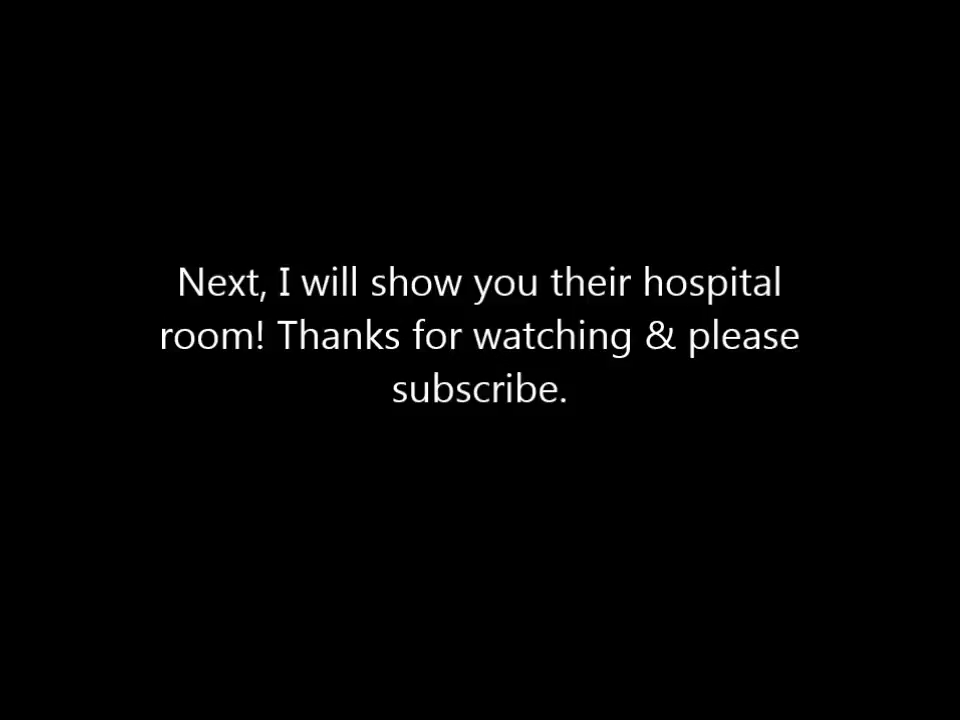 Next, I will show you their hospital
room! Thanks for watching & please
subscribe.